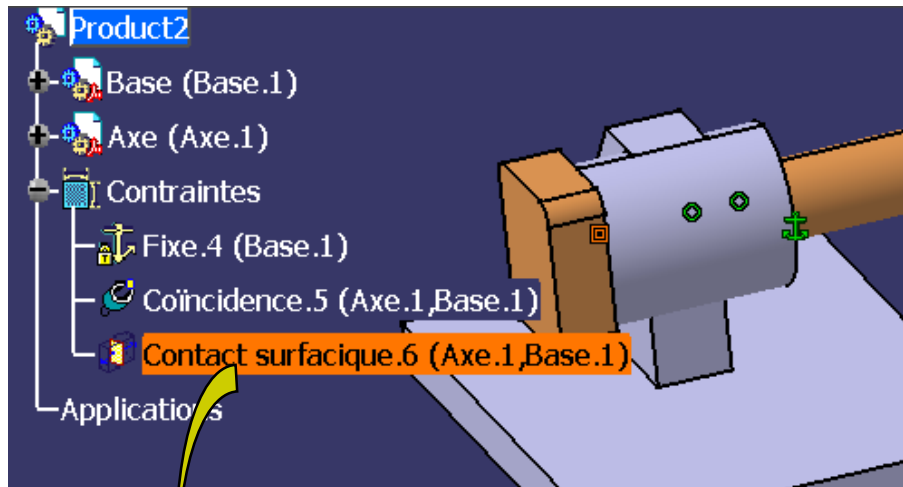 Product2
Base (Base.1)
Axe (Axe.1)
Contraintes
Fixe.4 (Base.1)
Coïncidence.5 (Axe.1,Base.1)
Contact surfacique.6 (Axe.1,Base.1)
Applications